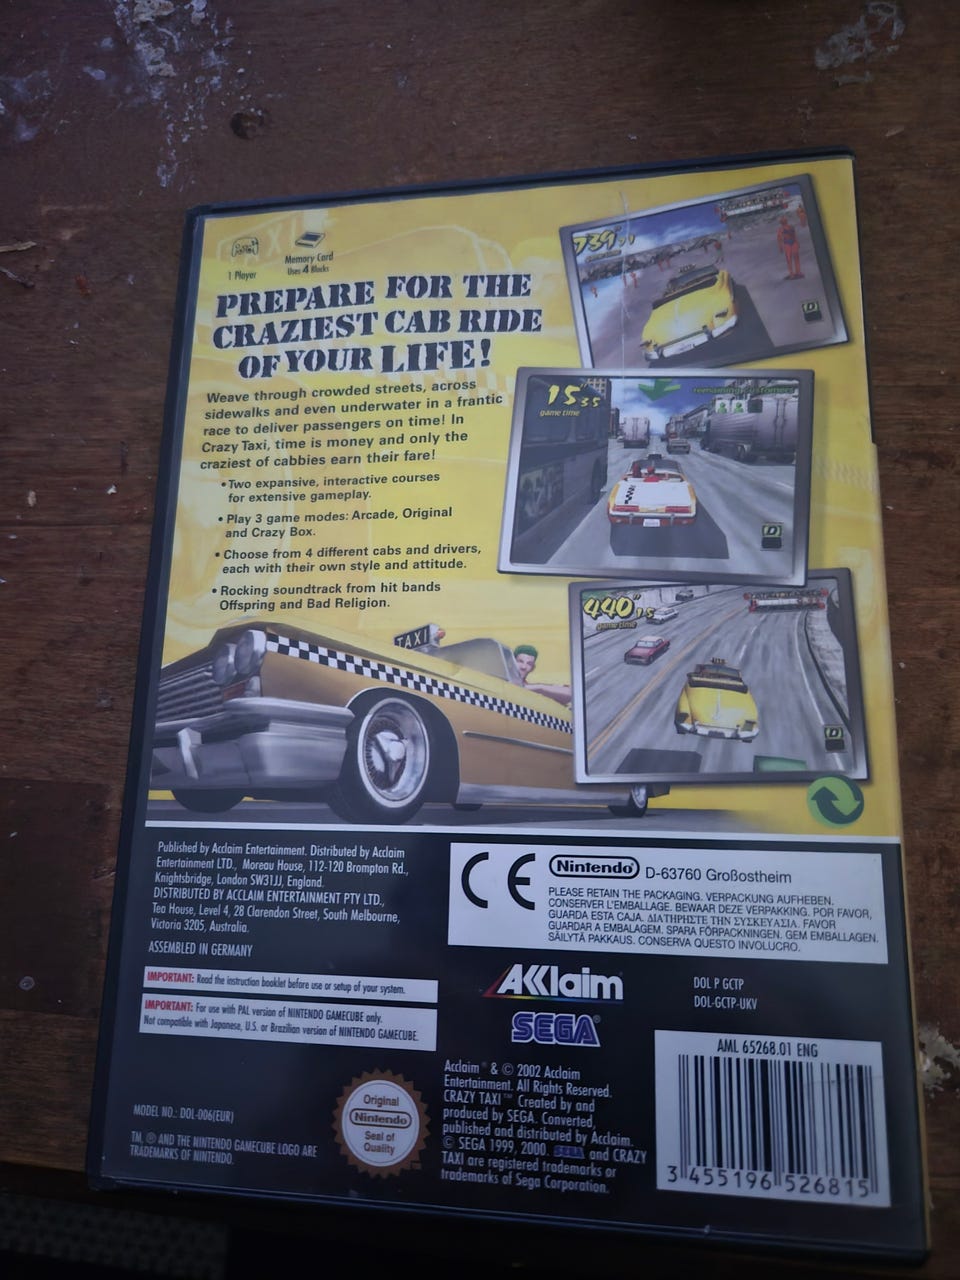 1 Player
Memory Card
Uses 4 Blocks
PREPARE FOR THE
CRAZIEST CAB RIDE
OF YOUR LIFE!
Weave through crowded streets, across
sidewalks and even underwater in a frantic
race to deliver passengers on time! In
Crazy Taxi, time is money and only the
craziest of cabbies earn their fare!
• Two expansive, interactive courses
for extensive gameplay.
• Play 3 game modes: Arcade, Original
and Crazy Box.
• Choose from 4 different cabs and drivers,
each with their own style and attitude.
• Rocking soundtrack from hit bands
Offspring and Bad Religion.
739"
game time
D
15"35
game time
remaining customers
D
440"15
game time
D
TAXI
Published by Acclaim Entertainment. Distributed by Acclaim
Entertainment LTD., Moreau House, 112-120 Brompton Rd.,
Knightsbridge, London SW31JJ, England.
DISTRIBUTED BY ACCLAIM ENTERTAINMENT PTY LTD.,
Tea House, Level 4, 28 Clarendon Street, South Melbourne,
Victoria 3205, Australia.
ASSEMBLED IN GERMANY
IMPORTANT: Read the instruction booklet before use or setup of your system.
IMPORTANT: For use with PAL version of NINTENDO GAMECUBE only.
Not compatible with Japanese, U.S. or Brazilian version of NINTENDO GAMECUBE.
MODEL NO.: DOL-006(EUR)
TM, ® AND THE NINTENDO GAMECUBE LOGO ARE
TRADEMARKS OF NINTENDO.
Original
Nintendo
Seal of
Quality
CE Nintendo® D-63760 Großostheim
PLEASE RETAIN THE PACKAGING. VERPACKUNG AUFHEBEN.
CONSERVER L'EMBALLAGE. BEWAAR DEZE VERPAKKING. POR FAVOR,
GUARDA ESTA CAJA. ΔΙΑΤΗΡΗΣΤΕ ΤΗΝ ΣΥΣΚΕΥΑΣΙΑ. FAVOR
GUARDAR A EMBALAGEM. SPARA FÖRPACKNINGEN. GEM EMBALLAGEN.
SÄILYTÄ PAKKAUS. CONSERVA QUESTO INVOLUCRO.
AKKlaim
SEGA®
DOL P GCTP
DOL-GCTP-UKV
Acclaim® & © 2002 Acclaim
Entertainment. All Rights Reserved.
CRAZY TAXI™ Created by and
produced by SEGA. Converted,
published and distributed by Acclaim.
© SEGA 1999, 2000. SEGA and CRAZY
TAXI are registered trademarks or
trademarks of Sega Corporation.
AML 65268.01 ENG
3 455196 526815